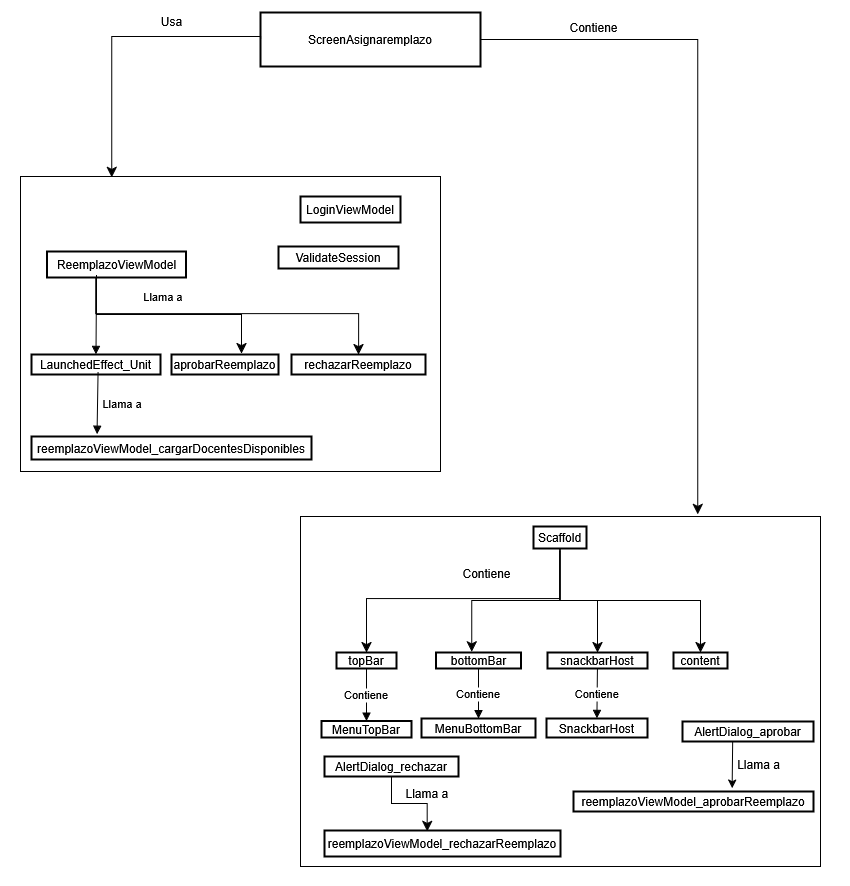 Usa
ScreenAsignaremplazo
Contiene
LoginViewModel
ValidateSession
ReemplazoViewModel
Llama a
LaunchedEffect_Unit
aprobarReemplazo
rechazarReemplazo
Llama a
reemplazoViewModel_cargarDocentesDisponibles
Scaffold
Contiene
topBar
bottomBar
snackbarHost
content
Contiene
Contiene
Contiene
MenuTopBar
MenuBottomBar
SnackbarHost
AlertDialog_aprobar
AlertDialog_rechazar
Llama a
Llama a
reemplazoViewModel_aprobarReemplazo
reemplazoViewModel_rechazarReemplazo